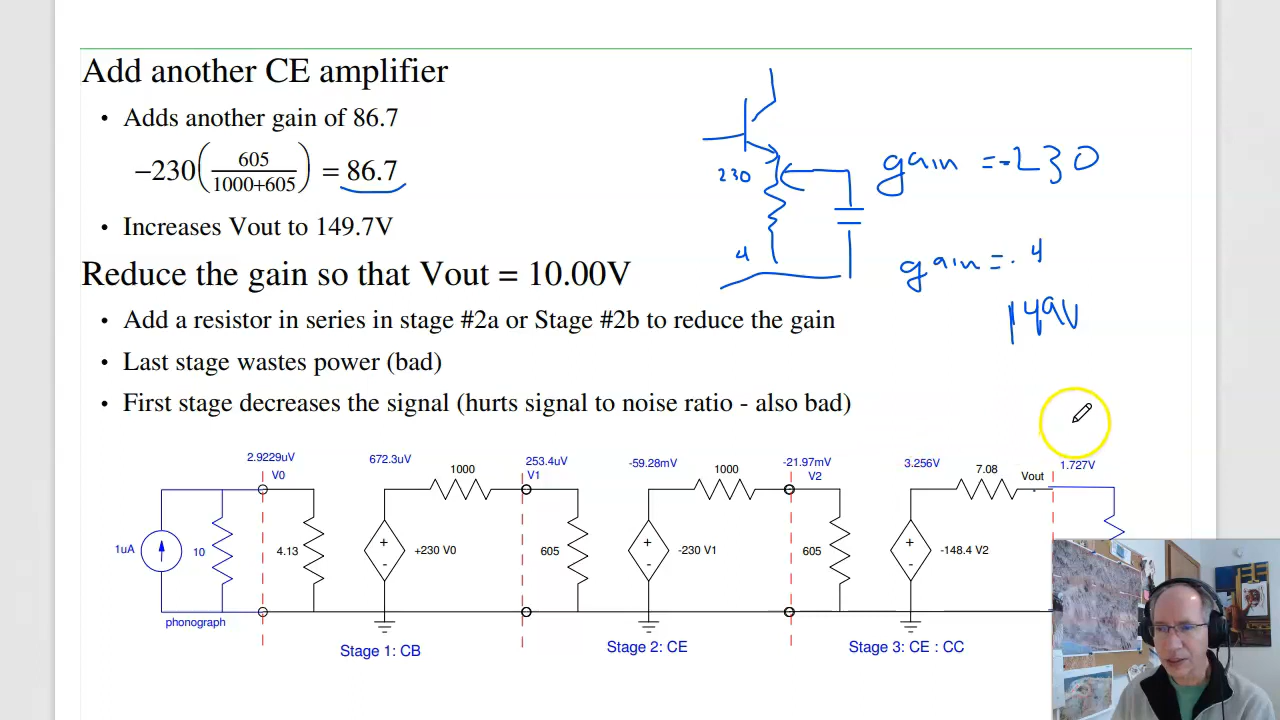 Add another CE amplifier
• Adds another gain of 86.7
−230(605/1000+605) = 86.7
• Increases Vout to 149.7V
230
gain = -230
4
gain = .4
149V
Reduce the gain so that Vout = 10.00V
• Add a resistor in series in stage #2a or Stage #2b to reduce the gain
• Last stage wastes power (bad)
• First stage decreases the signal (hurts signal to noise ratio - also bad)
2.9229uV 672.3uV 253.4uV -59.28mV -21.97mV 3.256V 1.727V
V0 1000 V1 1000 V2 7.08 Vout
1uA 10 4.13 + - +230 V0 605 + - -230 V1 605 + - -148.4 V2
phonograph
Stage 1: CB Stage 2: CE Stage 3: CE : CC